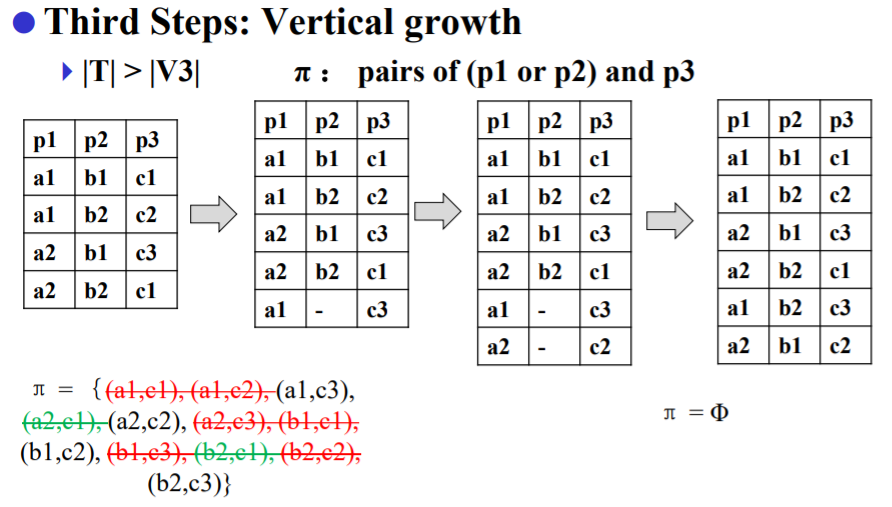 Third Steps: Vertical growth
|T| > |V3|
π : pairs of (p1 or p2) and p3
p1 p2 p3
a1 b1 c1
a1 b2 c2
a2 b1 c3
a2 b2 c1
p1 p2 p3
a1 b1 c1
a1 b2 c2
a2 b1 c3
a2 b2 c1
a1 - c3
p1 p2 p3
a1 b1 c1
a1 b2 c2
a2 b1 c3
a2 b2 c1
a1 - c3
a2 - c2
p1 p2 p3
a1 b1 c1
a1 b2 c2
a2 b1 c3
a2 b2 c1
a1 b2 c3
a2 b1 c2
π = {(a1,c1), (a1,c2), (a1,c3),
(a2,c1), (a2,c2), (a2,c3), (b1,c1),
(b1,c2), (b1,c3), (b2,c1), (b2,c2),
(b2,c3)}
π = Φ